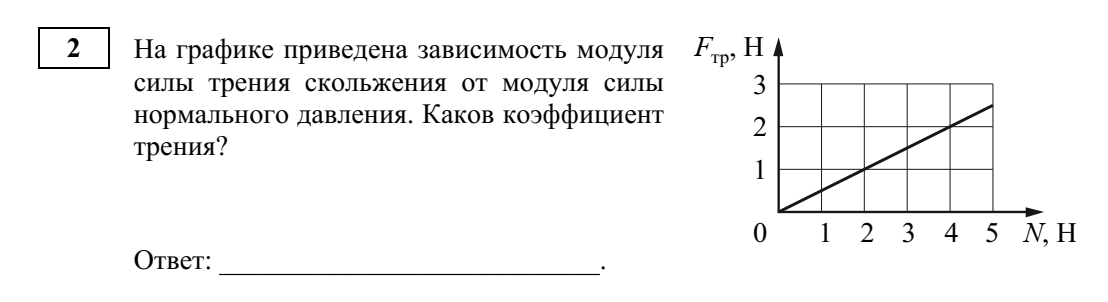 2
На графике приведена зависимость модуля
силы трения скольжения от модуля силы
нормального давления. Каков коэффициент
трения?
Ответ: ____________________________.
Fтр, Н
3
2
1
0 1 2 3 4 5 N, Н